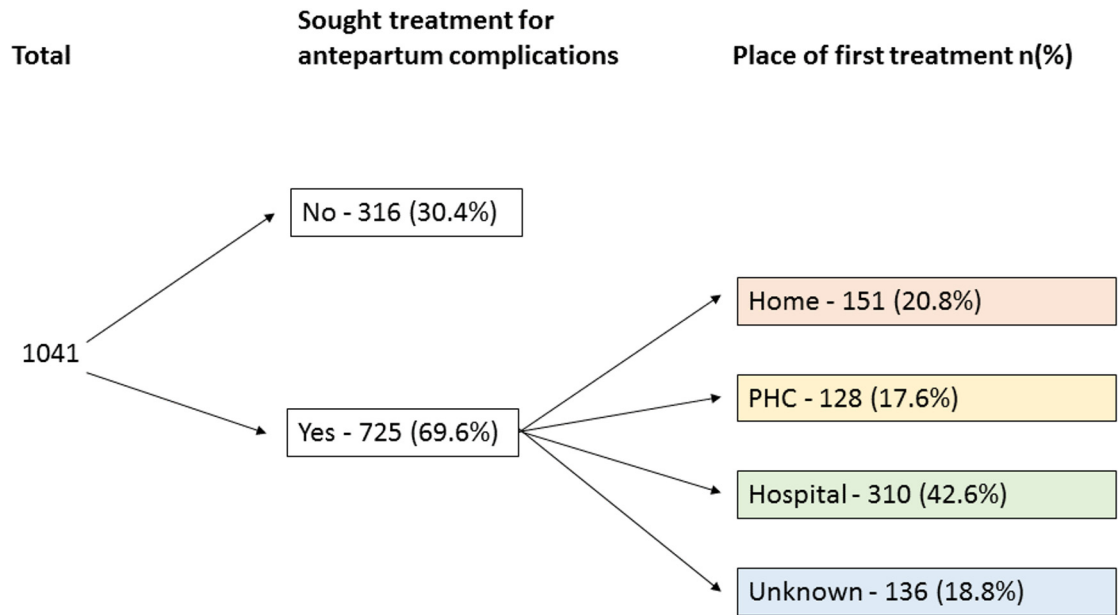 Total
Sought treatment for
antepartum complications
Place of first treatment n(%)
1041
No - 316 (30.4%)
Yes - 725 (69.6%)
Home - 151 (20.8%)
PHC - 128 (17.6%)
Hospital - 310 (42.6%)
Unknown - 136 (18.8%)